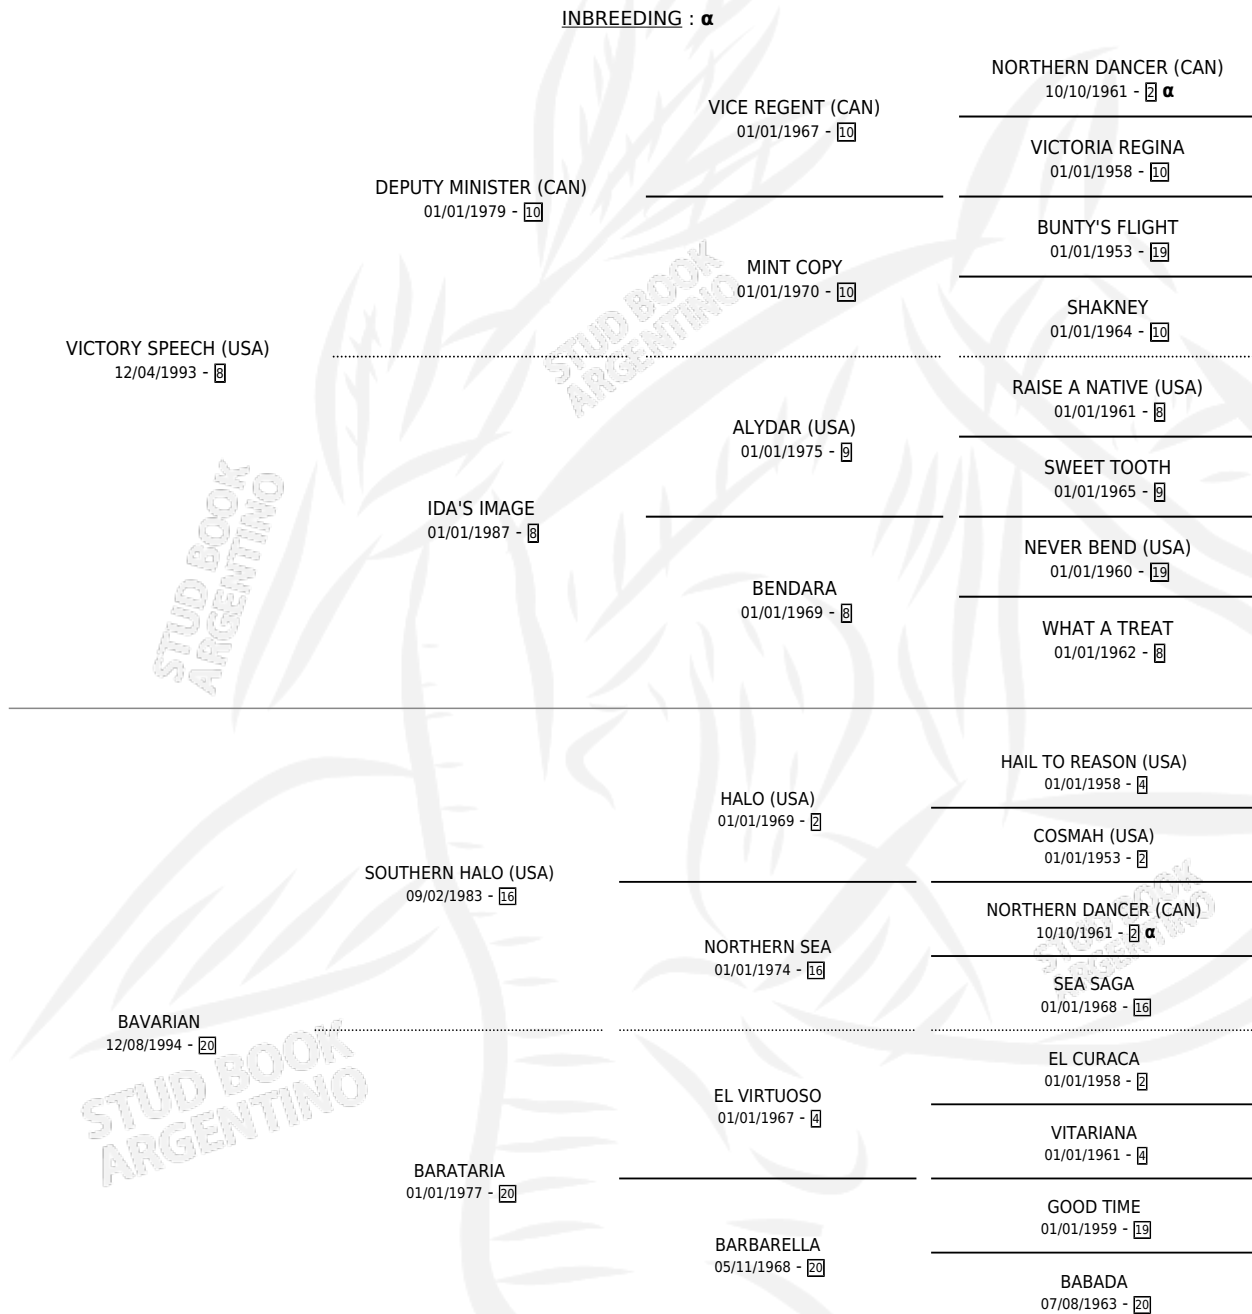 INBREEDING : α
NORTHERN DANCER (CAN)
10/10/1961 - 2 α
VICE REGENT (CAN)
01/01/1967 - 10
VICTORIA REGINA
01/01/1958 - 10
DEPUTY MINISTER (CAN)
01/01/1979 - 10
BUNTY'S FLIGHT
01/01/1953 - 19
MINT COPY
01/01/1970 - 10
SHAKNEY
01/01/1964 - 10
VICTORY SPEECH (USA)
12/04/1993 - 8
RAISE A NATIVE (USA)
01/01/1961 - 8
ALYDAR (USA)
01/01/1975 - 9
SWEET TOOTH
01/01/1965 - 9
IDA'S IMAGE
01/01/1987 - 8
NEVER BEND (USA)
01/01/1960 - 19
BENDARA
01/01/1969 - 8
WHAT A TREAT
01/01/1962 - 8
HAIL TO REASON (USA)
01/01/1958 - 4
HALO (USA)
01/01/1969 - 2
COSMAH (USA)
01/01/1953 - 2
SOUTHERN HALO (USA)
09/02/1983 - 16
NORTHERN DANCER (CAN)
10/10/1961 - 2 α
NORTHERN SEA
01/01/1974 - 16
SEA SAGA
01/01/1968 - 16
BAVARIAN
12/08/1994 - 20
EL CURACA
01/01/1958 - 2
EL VIRTUOSO
01/01/1967 - 4
VITARIANA
01/01/1961 - 4
BARATARIA
01/01/1977 - 20
GOOD TIME
01/01/1959 - 19
BARBARELLA
05/11/1968 - 20
BABADA
07/08/1963 - 20
STUD BOOK
ARGENTINO
STUD BOOK
ARGENTINO
STUD BOOK
ARGENTINO
STUD BOOK
ARGENTINO